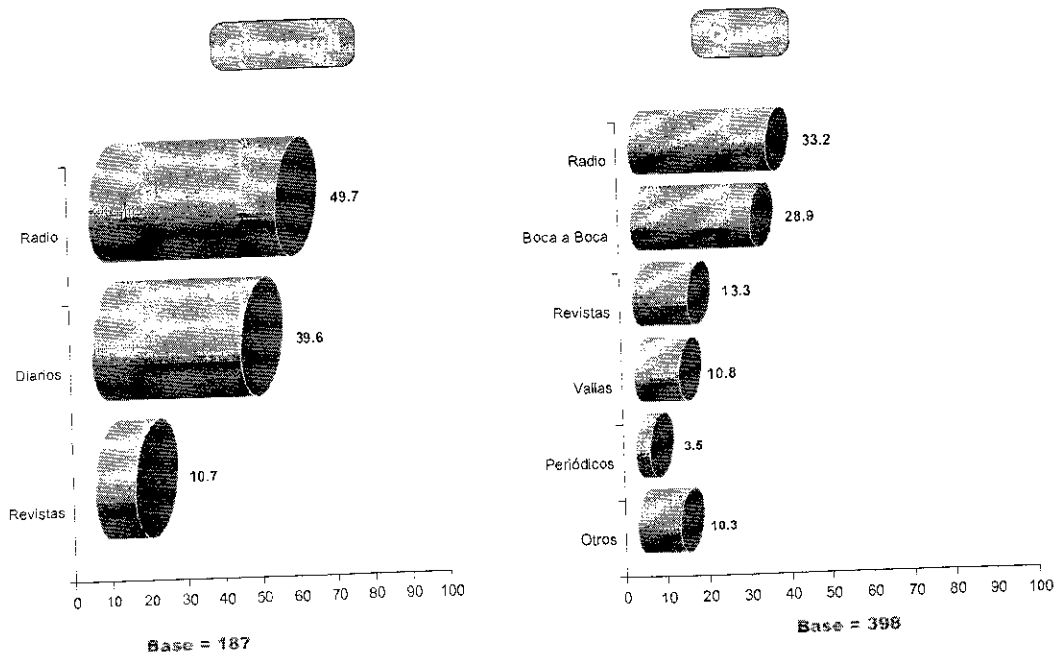 Radio
49.7
Diarios
39.6
Revistas
10.7
0 10 20 30 40 50 60 70 80 90 100
Base = 187
Radio
33.2
Boca a Boca
28.9
Revistas
13.3
Vallas
10.8
Periódicos
3.5
Otros
10.3
0 10 20 30 40 50 60 70 80 90 100
Base = 398